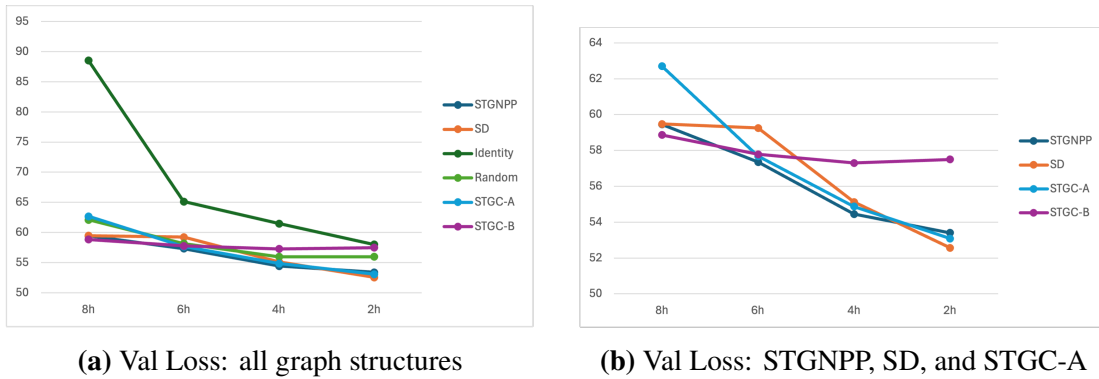 95
90
85
80
75
70
65
60
55
50
8h
6h
4h
2h
STGNPP
SD
Identity
Random
STGC-A
STGC-B
(a) Val Loss: all graph structures
64
62
60
58
56
54
52
50
8h
6h
4h
2h
STGNPP
SD
STGC-A
STGC-B
(b) Val Loss: STGNPP, SD, and STGC-A